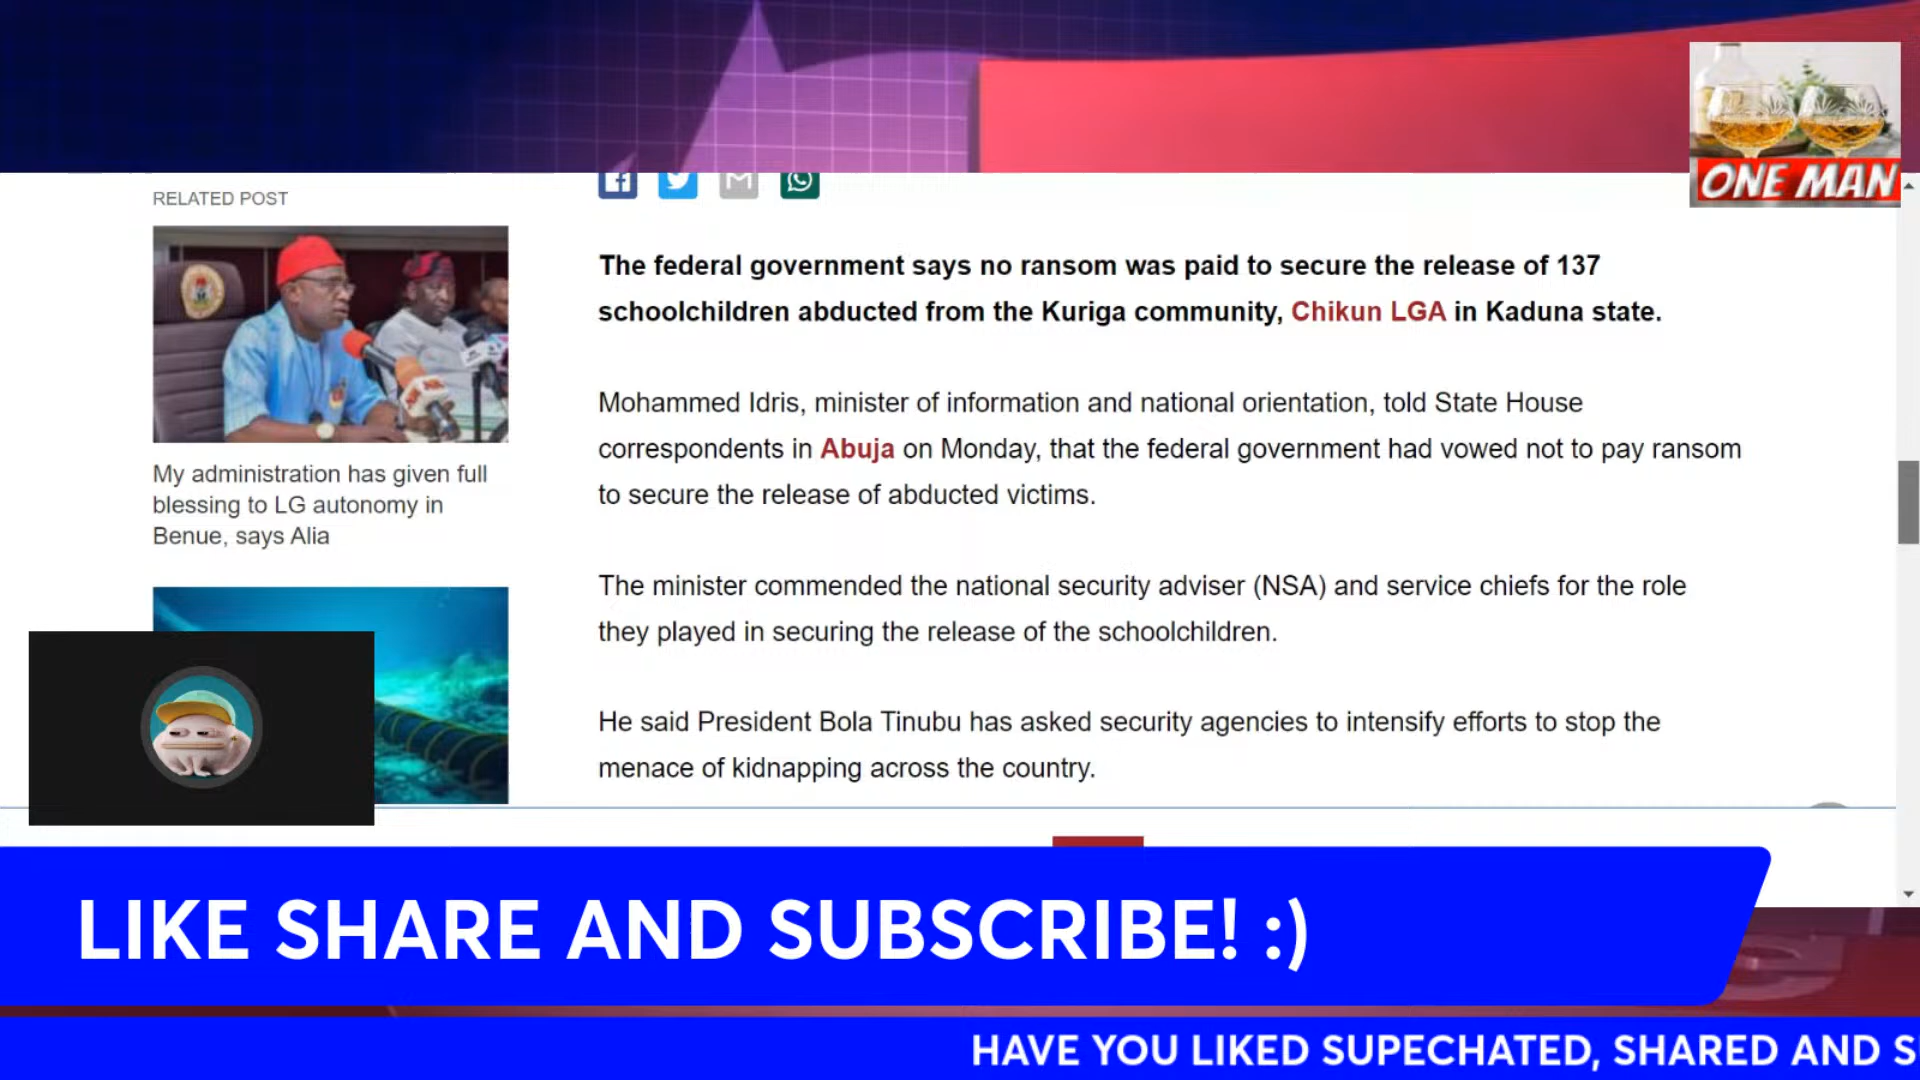 ONE MAN
RELATED POST
My administration has given full
blessing to LG autonomy in
Benue, says Alia
The federal government says no ransom was paid to secure the release of 137
schoolchildren abducted from the Kuriga community, Chikun LGA in Kaduna state.
Mohammed Idris, minister of information and national orientation, told State House
correspondents in Abuja on Monday, that the federal government had vowed not to pay ransom
to secure the release of abducted victims.
The minister commended the national security adviser (NSA) and service chiefs for the role
they played in securing the release of the schoolchildren.
He said President Bola Tinubu has asked security agencies to intensify efforts to stop the
menace of kidnapping across the country.
LIKE SHARE AND SUBSCRIBE! :)
HAVE YOU LIKED SUPECHATED, SHARED AND S